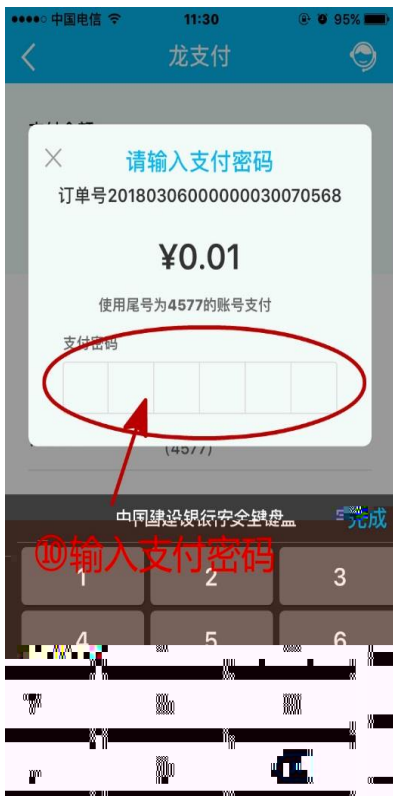 中国电信 11:30 95%
龙支付
请输入支付密码
订单号20180306000000030070568
¥0.01
使用尾号为4577的账号支付
支付密码
(4577)
中国建设银行安全键盘 完成
⑩输入支付密码
1 2 3
4 5 6